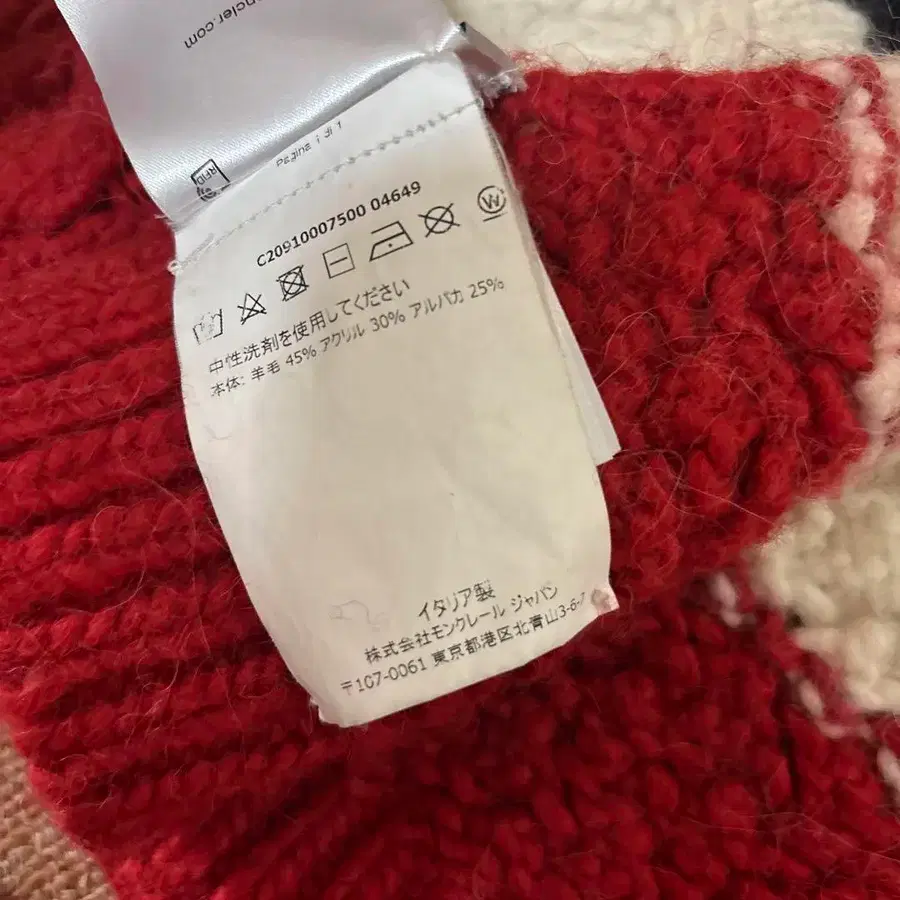 ncler.com
Pagina 1 di 1
RFID
C20910007500 04649
W
中性洗剤を使用してください
本体: 羊毛 45% アクリル 30% アルパカ 25%
イタリア製
株式会社モンクレール ジャパン
〒107-0061 東京都港区北青山3-6-7